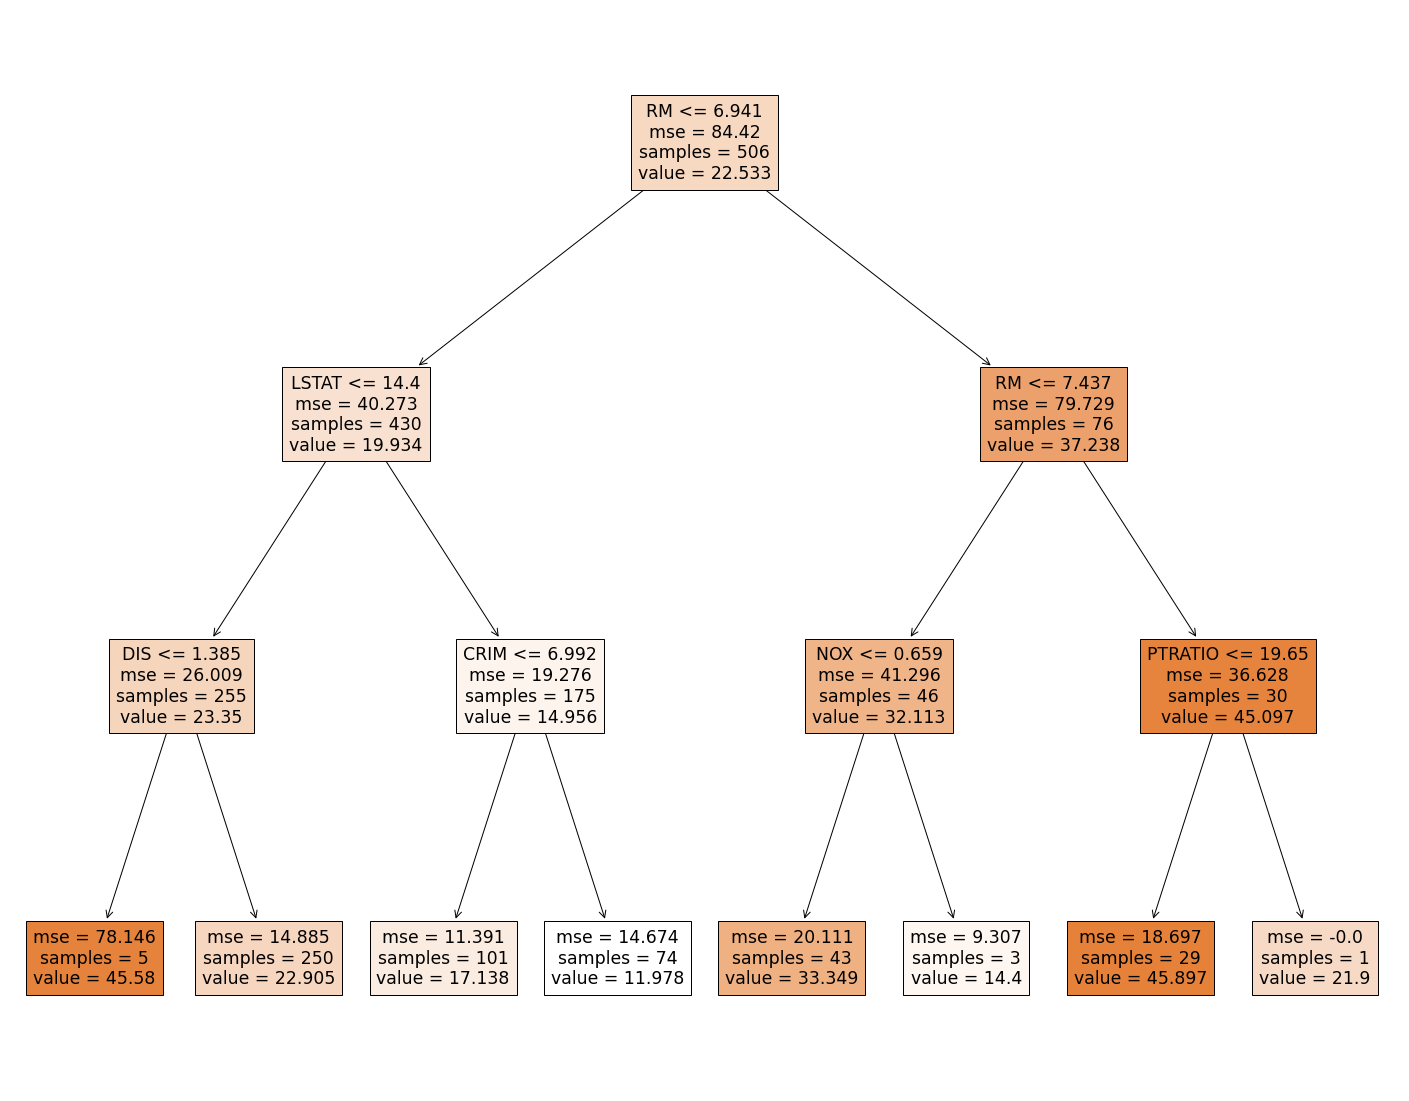 RM <= 6.941
mse = 84.42
samples = 506
value = 22.533
LSTAT <= 14.4
mse = 40.273
samples = 430
value = 19.934
RM <= 7.437
mse = 79.729
samples = 76
value = 37.238
DIS <= 1.385
mse = 26.009
samples = 255
value = 23.35
CRIM <= 6.992
mse = 19.276
samples = 175
value = 14.956
NOX <= 0.659
mse = 41.296
samples = 46
value = 32.113
PTRATIO <= 19.65
mse = 36.628
samples = 30
value = 45.097
mse = 78.146
samples = 5
value = 45.58
mse = 14.885
samples = 250
value = 22.905
mse = 11.391
samples = 101
value = 17.138
mse = 14.674
samples = 74
value = 11.978
mse = 20.111
samples = 43
value = 33.349
mse = 9.307
samples = 3
value = 14.4
mse = 18.697
samples = 29
value = 45.897
mse = -0.0
samples = 1
value = 21.9